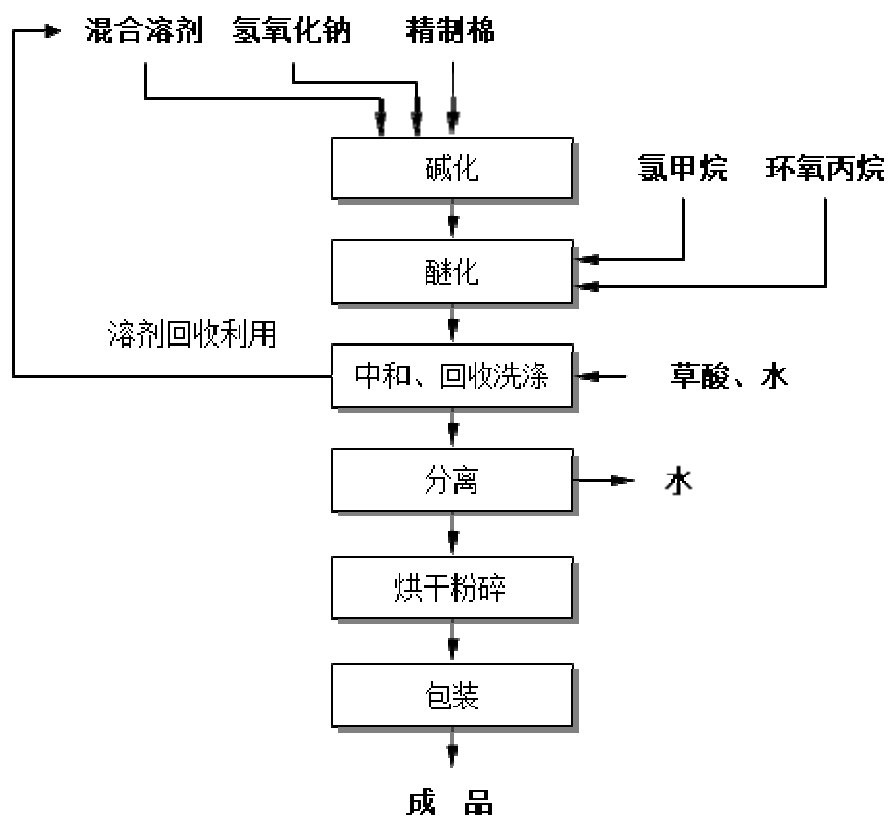 混合溶剂 氢氧化钠 精制棉
碱化
氯甲烷 环氧丙烷
醚化
溶剂回收利用
中和、回收洗涤
草酸、水
分离
水
烘干粉碎
包装
成 品